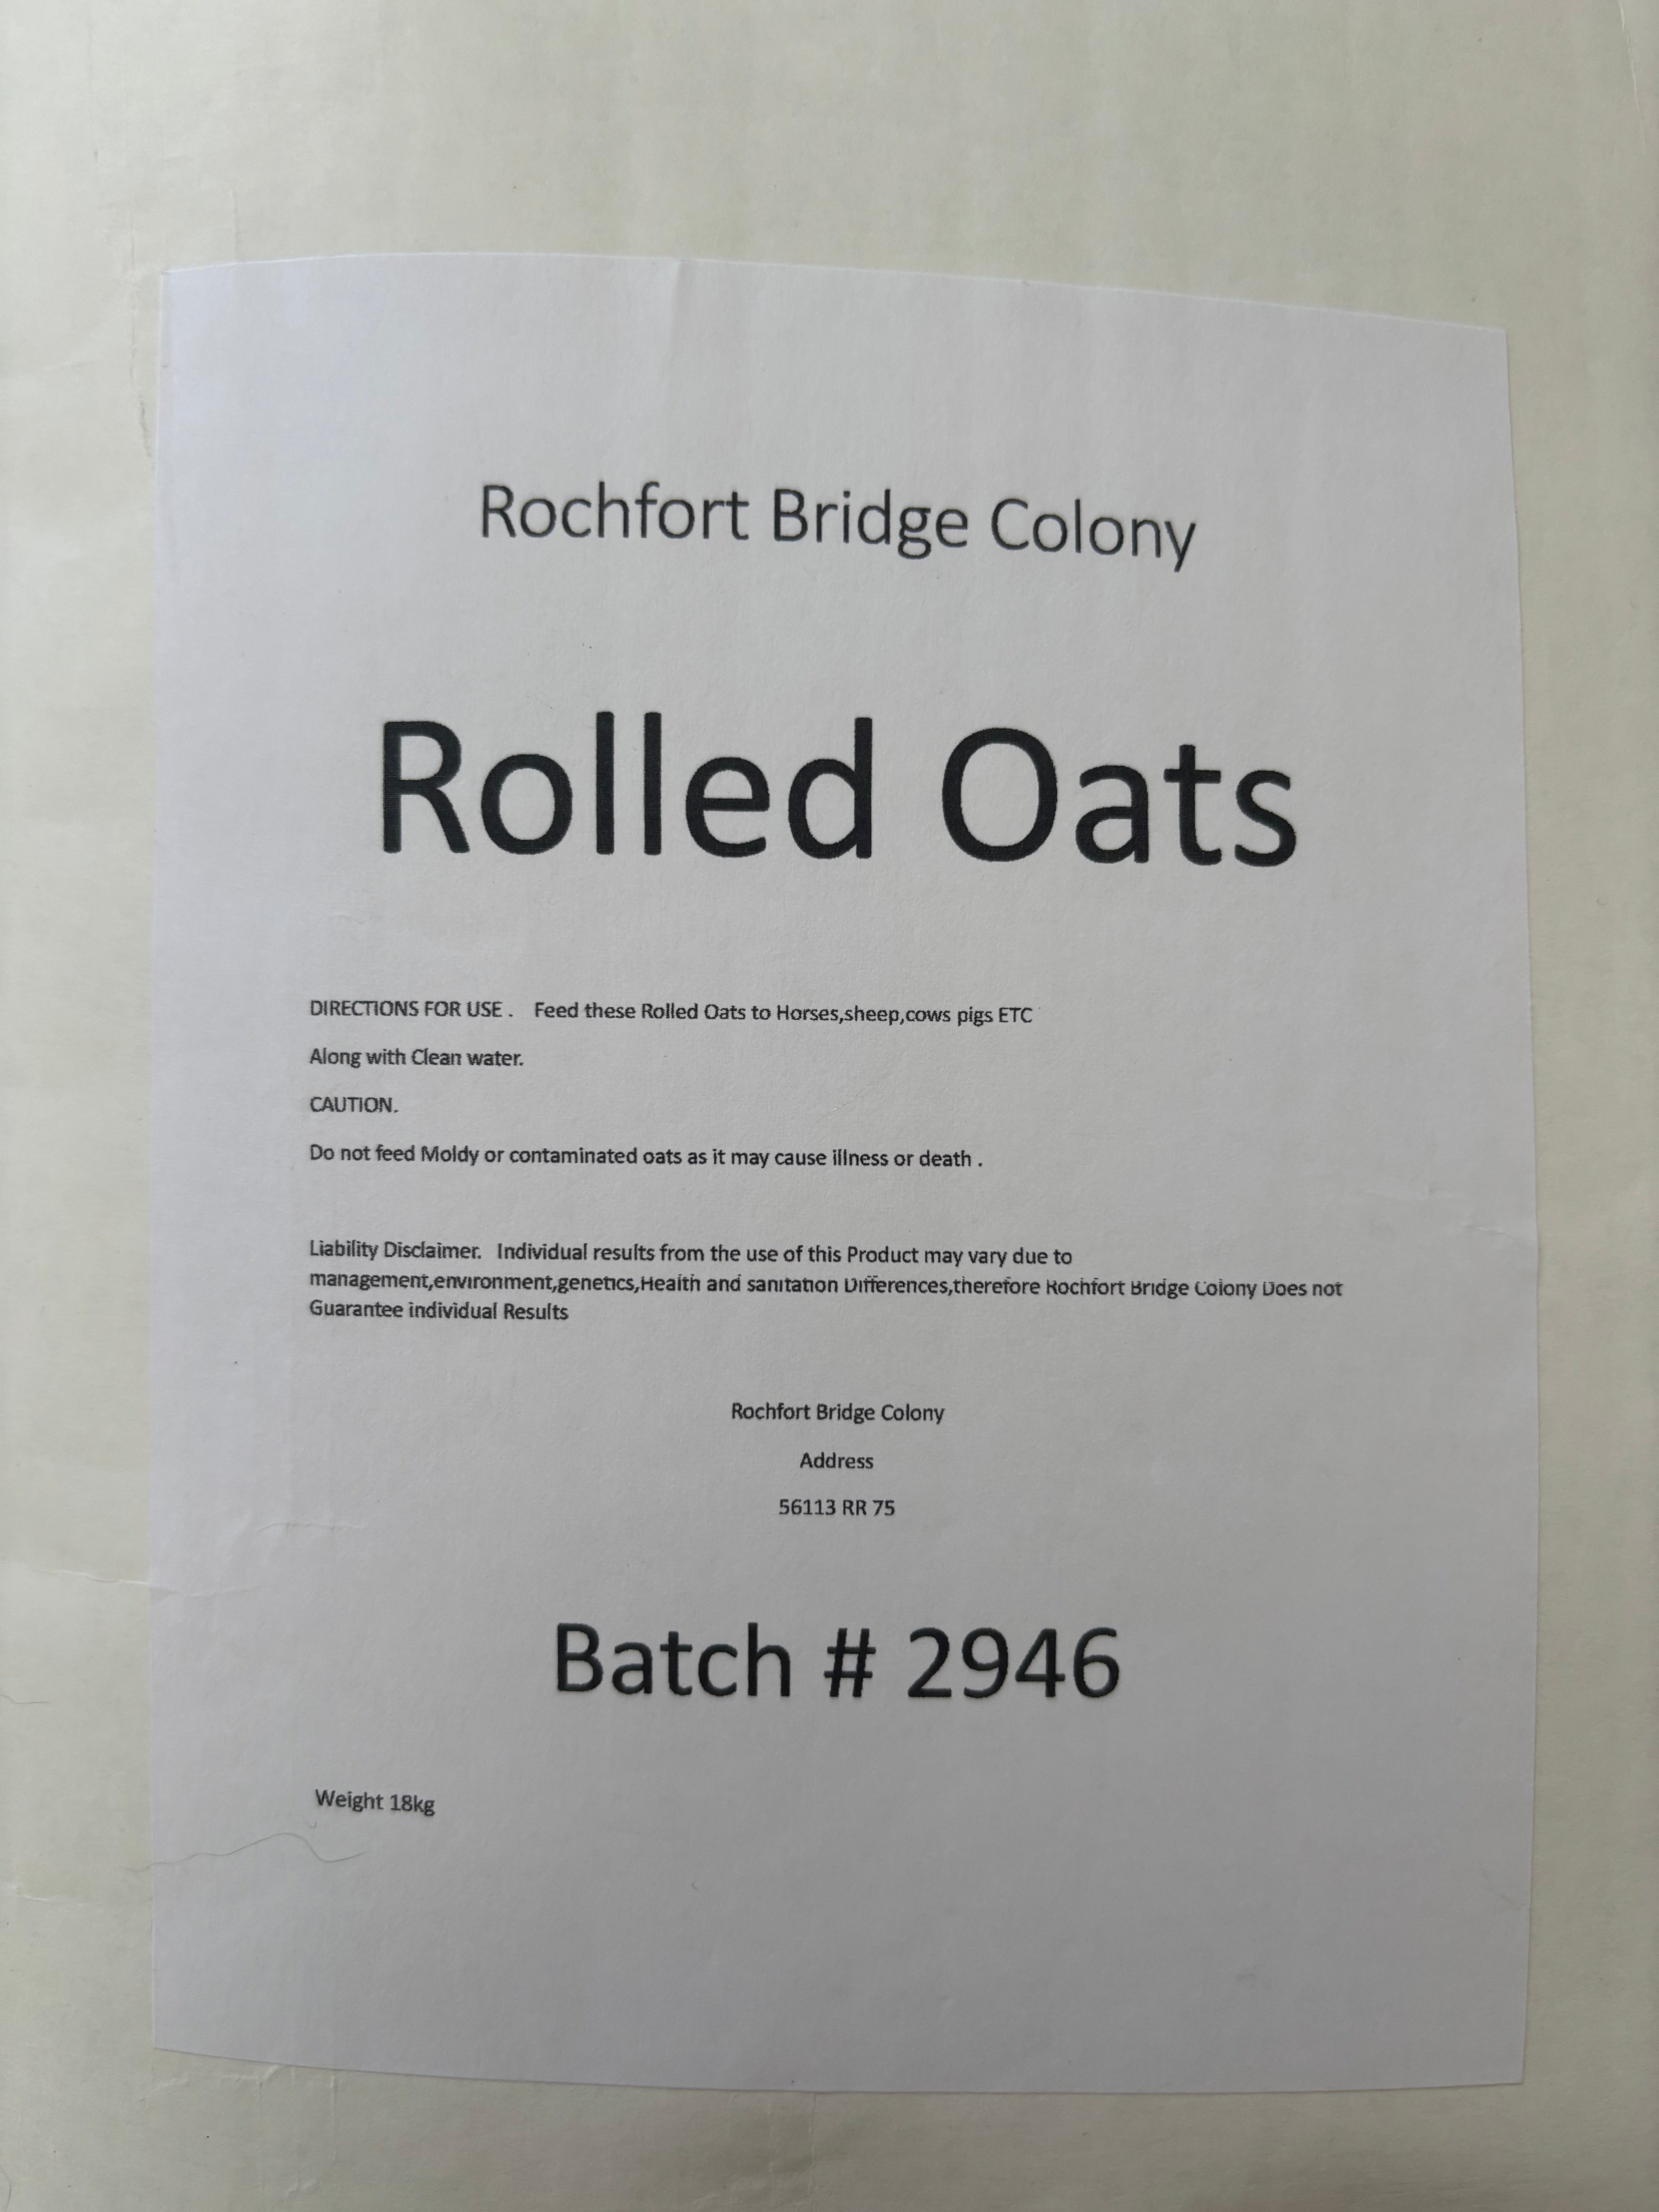 Rochfort Bridge Colony
Rolled Oats
DIRECTIONS FOR USE .   Feed these Rolled Oats to Horses,sheep,cows pigs ETC
Along with Clean water.
CAUTION.
Do not feed Moldy or contaminated oats as it may cause illness or death .
Liability Disclaimer.   Individual results from the use of this Product may vary due to
management,environment,genetics,Health and sanitation Differences,therefore Rochfort Bridge Colony Does not
Guarantee individual Results
Rochfort Bridge Colony
Address
56113 RR 75
Batch # 2946
Weight 18kg